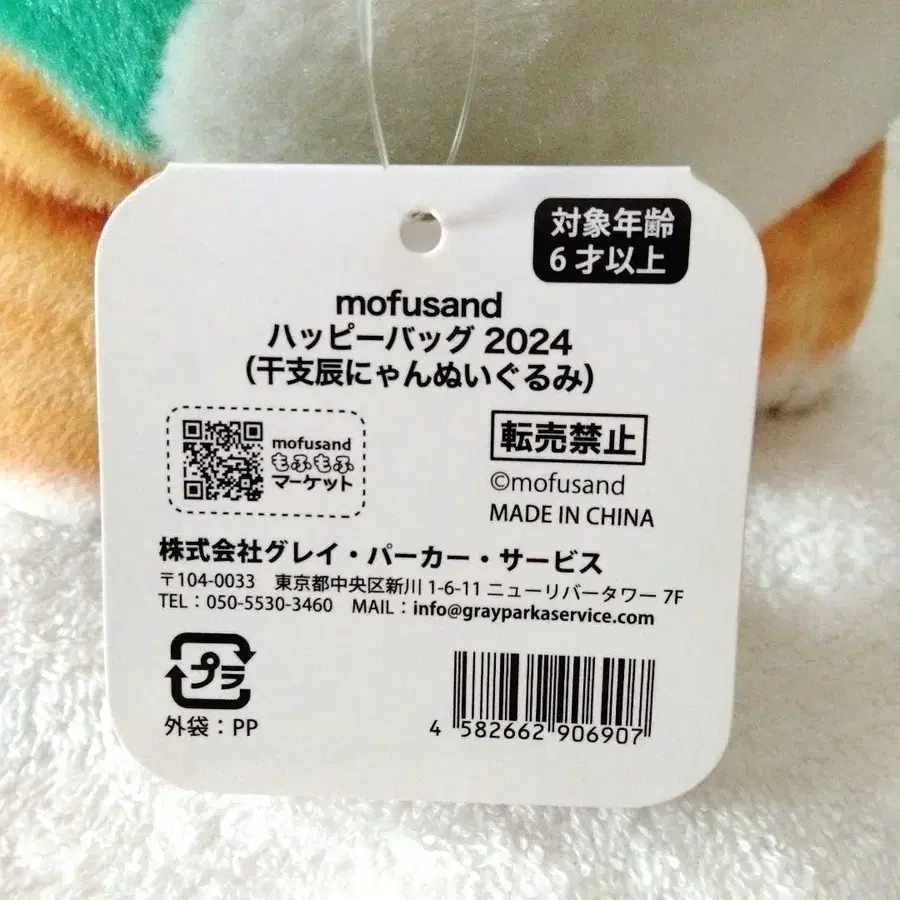 対象年齢
6才以上
mofusand
ハッピーバッグ 2024
(干支辰にゃんぬいぐるみ)
mofusand
もふもふ
マーケット
転売禁止
©mofusand
MADE IN CHINA
株式会社グレイ・パーカー・サービス
〒104-0033 東京都中央区新川 1-6-11 ニューリバータワー 7F
TEL：050-5530-3460 MAIL：info@grayparkaservice.com
プラ
外袋：PP
4 582662 906907